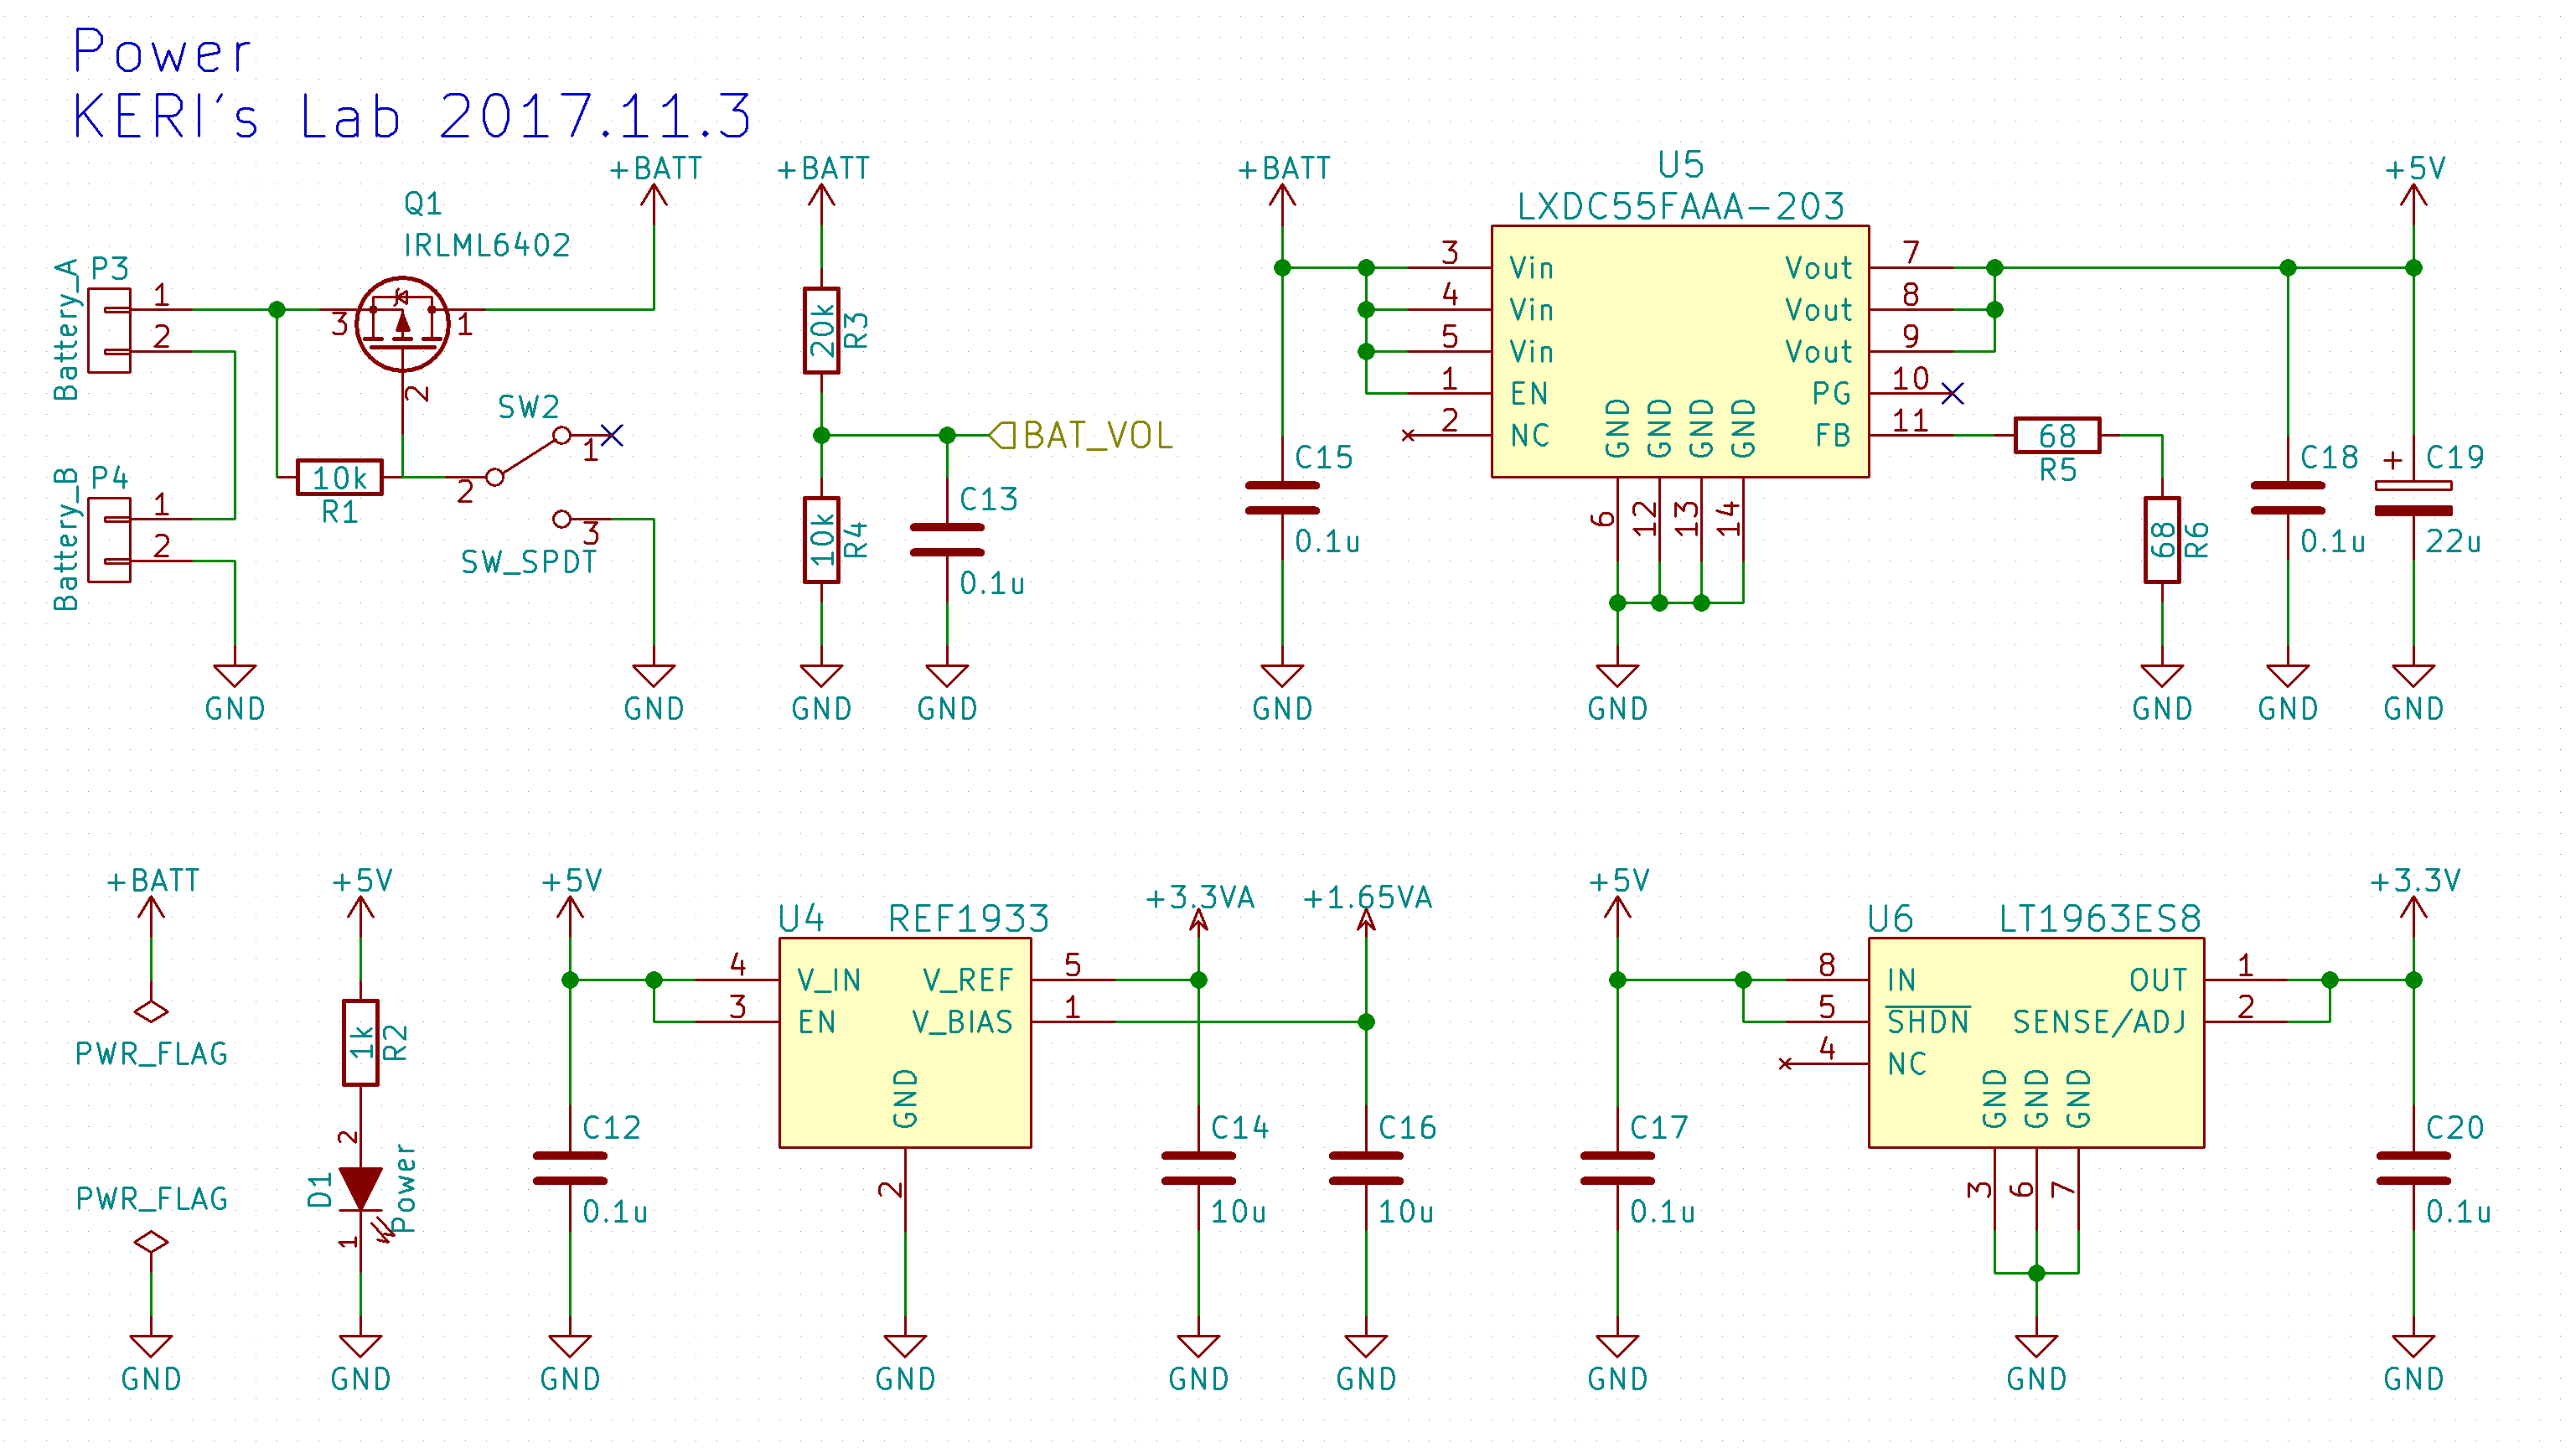 Power
KERI's Lab 2017.11.3
Battery_A
P3
1
2
Battery_B
P4
1
2
GND
Q1
IRLML6402
3
1
2
10k
R1
SW2
2
1
3
SW_SPDT
+BATT
GND
+BATT
20k
R3
10k
R4
GND
BAT_VOL
C13
0.1u
GND
+BATT
C15
0.1u
GND
U5
LXDC55FAAA-203
3
Vin
4
Vin
5
Vin
1
EN
2
NC
Vout
7
Vout
8
Vout
9
PG
10
FB
11
GND
GND
GND
GND
6
12
13
14
GND
68
R5
68
R6
GND
C18
0.1u
GND
+5V
+
C19
22u
GND
+BATT
PWR_FLAG
PWR_FLAG
GND
+5V
1k
R2
2
D1
Power
1
GND
+5V
C12
0.1u
GND
U4
REF1933
4
V_IN
3
EN
V_REF
5
V_BIAS
1
GND
2
GND
+3.3VA
C14
10u
GND
+1.65VA
C16
10u
GND
+5V
C17
0.1u
GND
U6
LT1963ES8
8
IN
5
SHDN
4
NC
OUT
1
SENSE/ADJ
2
GND
GND
GND
3
6
7
GND
+3.3V
C20
0.1u
GND